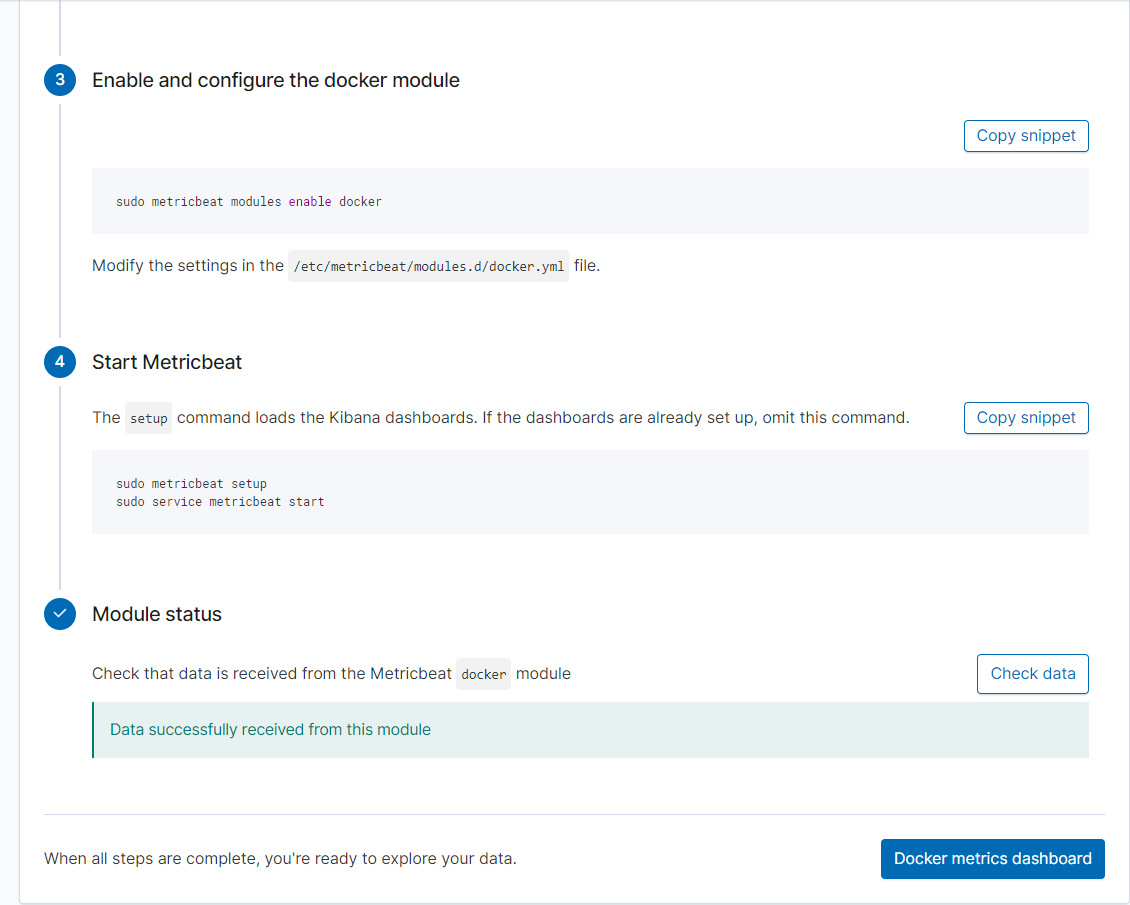 3
Enable and configure the docker module
Copy snippet
sudo metricbeat modules enable docker
Modify the settings in the /etc/metricbeat/modules.d/docker.yml file.
4
Start Metricbeat
The setup command loads the Kibana dashboards. If the dashboards are already set up, omit this command.
Copy snippet
sudo metricbeat setup
sudo service metricbeat start
Module status
Check that data is received from the Metricbeat docker module
Check data
Data successfully received from this module
When all steps are complete, you're ready to explore your data.
Docker metrics dashboard